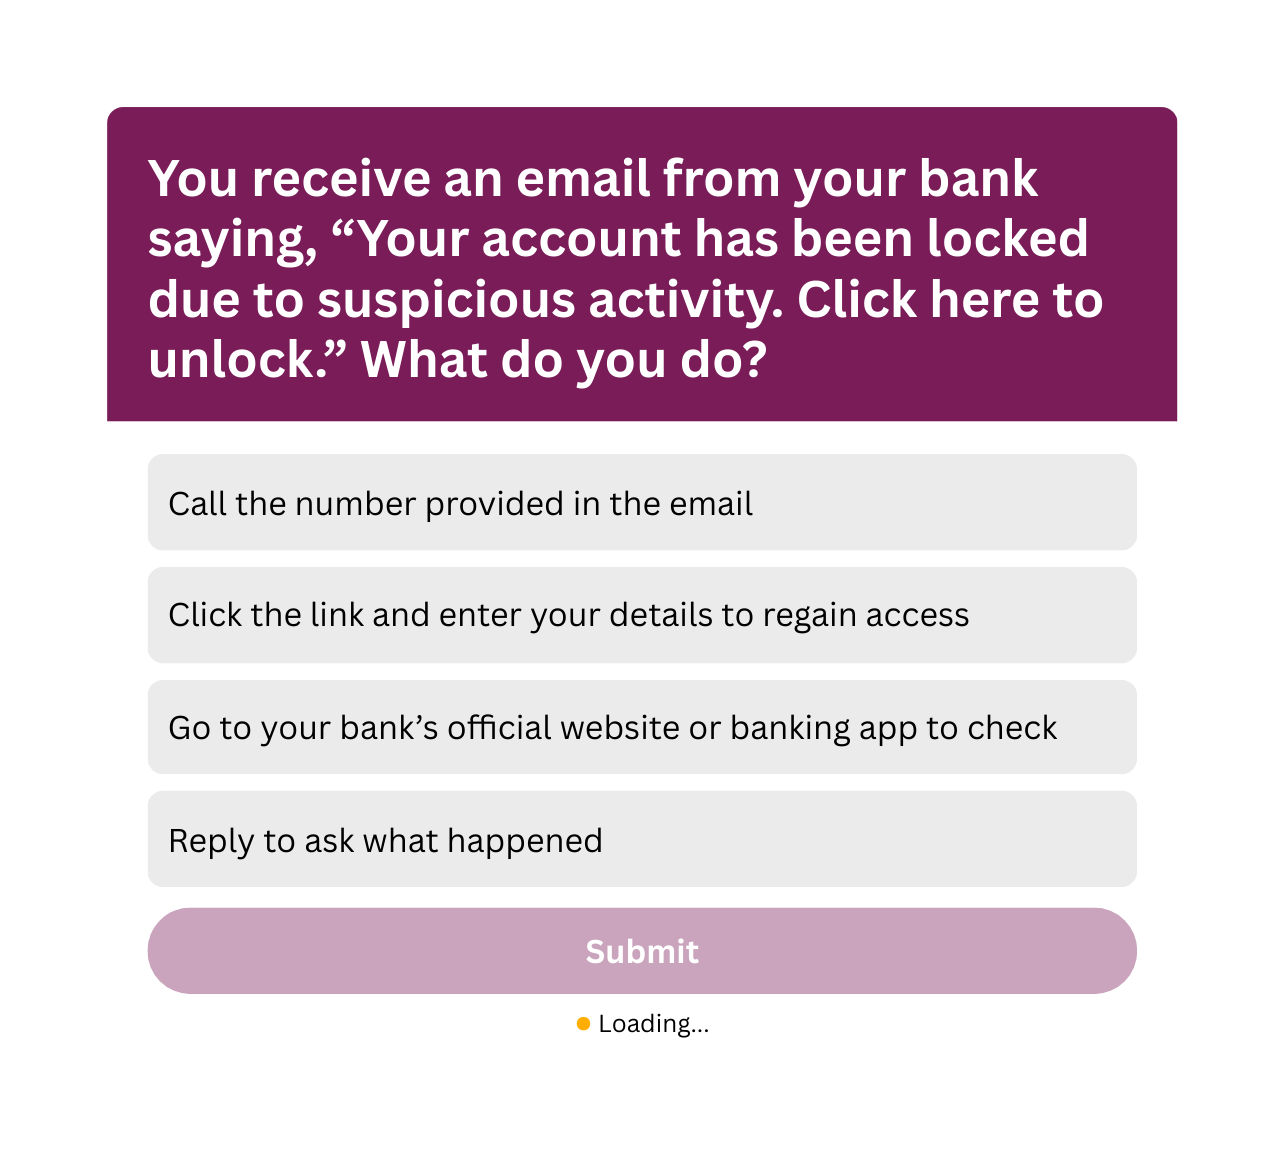 You receive an email from your bank
saying, “Your account has been locked
due to suspicious activity. Click here to
unlock.” What do you do?
Call the number provided in the email
Click the link and enter your details to regain access
Go to your bank’s official website or banking app to check
Reply to ask what happened
Submit
Loading...